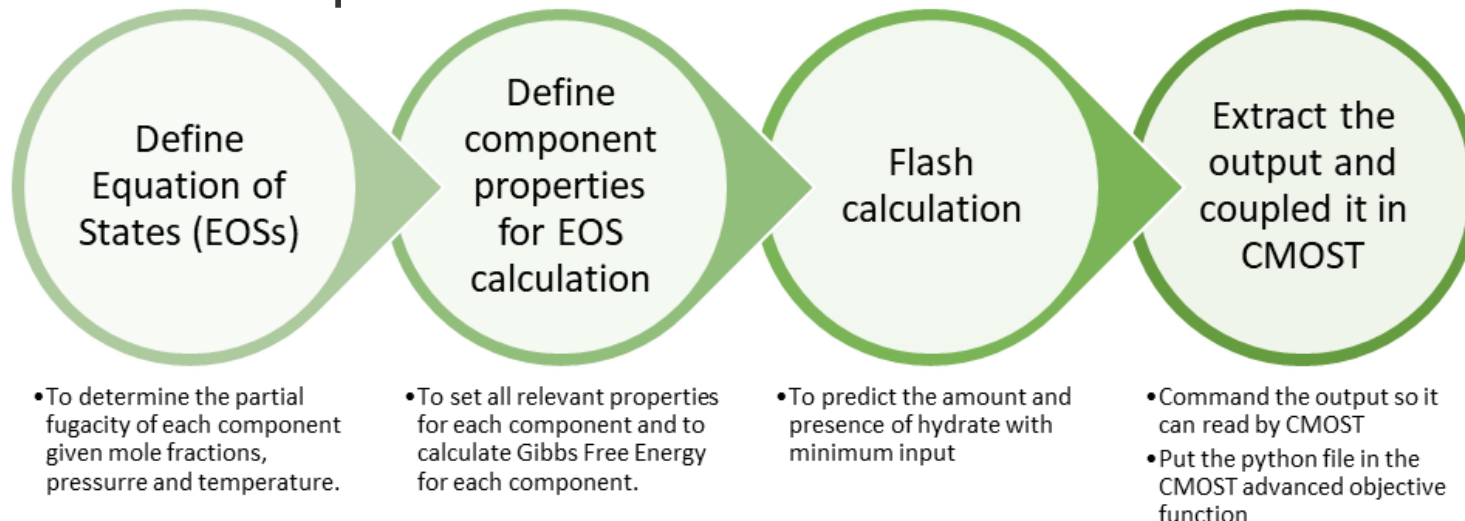 Define
Equation of
States (EOSs)
Define
component
properties
for EOS
calculation
Flash
calculation
Extract the
output and
coupled it in
CMOST
•To determine the partial
fugacity of each component
given mole fractions,
pressurre and temperature.
•To set all relevant properties
for each component and to
calculate Gibbs Free Energy
for each component.
•To predict the amount and
presence of hydrate with
minimum input
•Command the output so it
can read by CMOST
•Put the python file in the
CMOST advanced objective
function